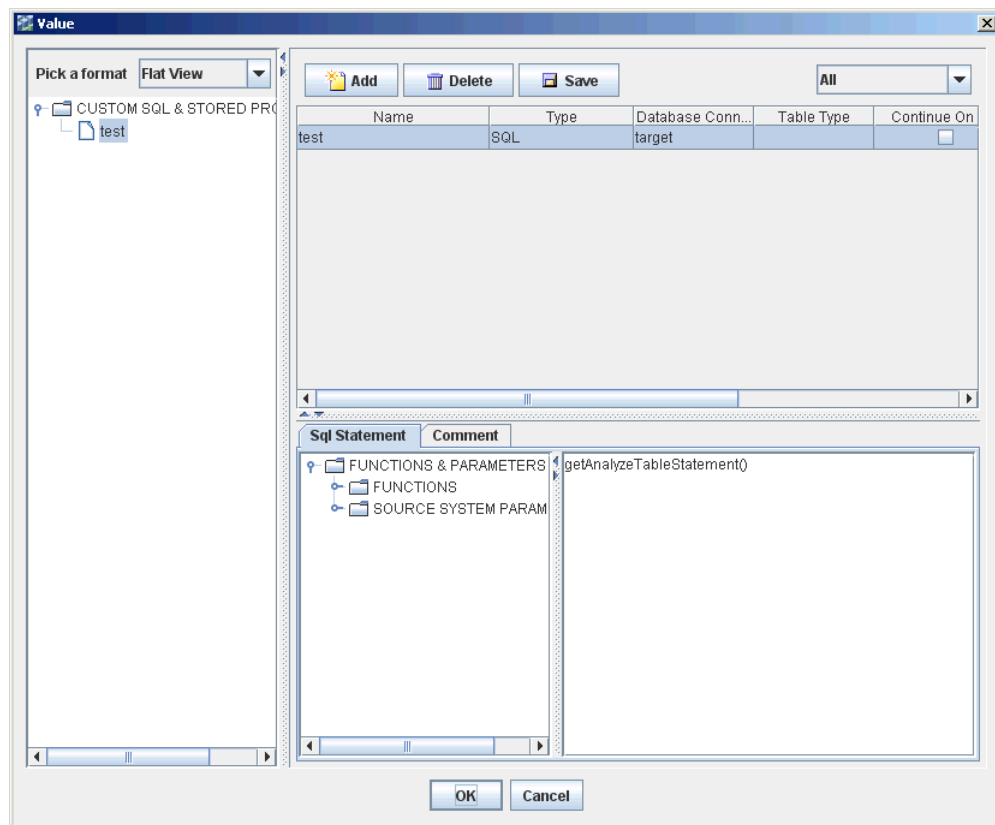 Value
Pick a format Flat View
CUSTOM SQL & STORED PRO
test
Add Delete Save All
Name Type Database Conn... Table Type Continue On
test SQL target
Sql Statement Comment
FUNCTIONS & PARAMETERS
FUNCTIONS
SOURCE SYSTEM PARAM
getAnalyzeTableStatement()
OK Cancel